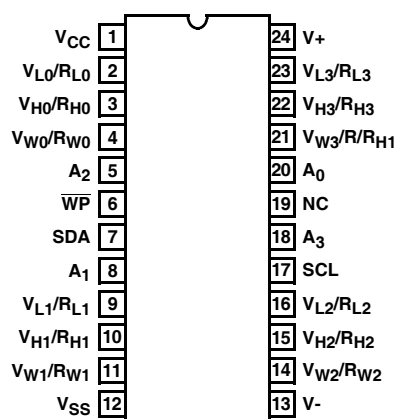 VCC 1 24 V+
VL0/RL0 2 23 VL3/RL3
VH0/RH0 3 22 VH3/RH3
VW0/RW0 4 21 VW3/R/RH1
A2 5 20 A0
W̅P̅ 6 19 NC
SDA 7 18 A3
A1 8 17 SCL
VL1/RL1 9 16 VL2/RL2
VH1/RH1 10 15 VH2/RH2
VW1/RW1 11 14 VW2/RW2
VSS 12 13 V-